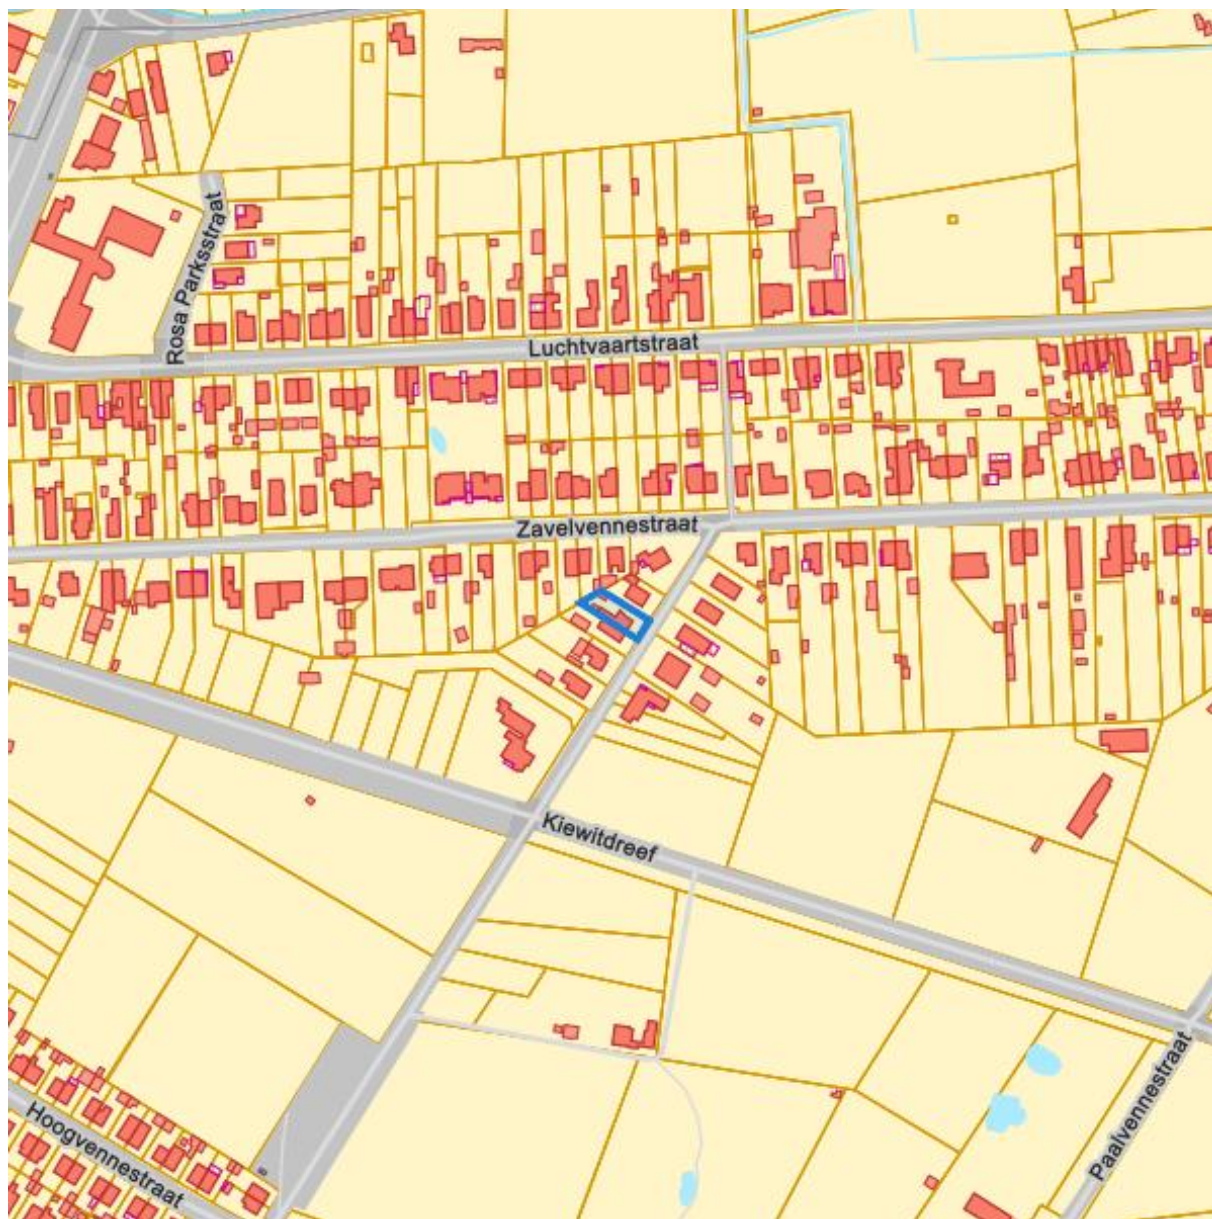 Rosa Parksstraat
Luchtvaartstraat
Zavelvennestraat
Kiewitdreef
Paalvennestraat
Hoogvennestraat